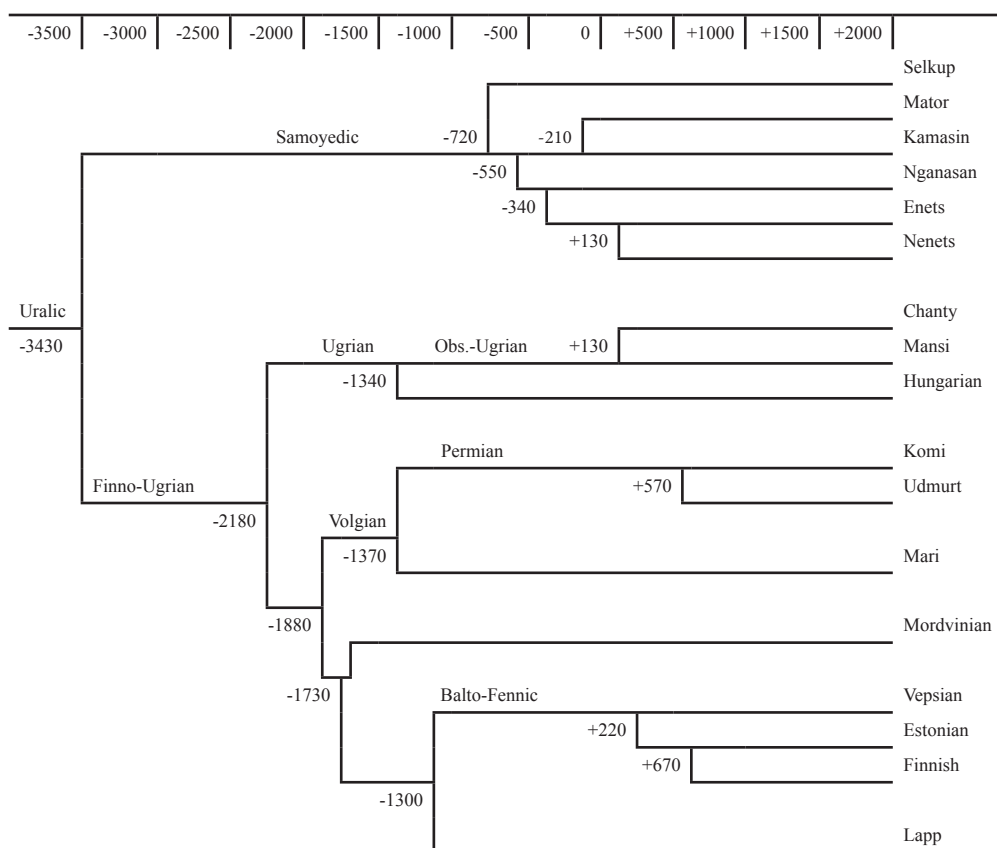 -3500 -3000 -2500 -2000 -1500 -1000 -500 0 +500 +1000 +1500 +2000
Selkup
Mator
Samoyedic -720 -210 Kamasin
-550 Nganasan
-340 Enets
+130 Nenets
Uralic Chanty
-3430 Ugrian Obs.-Ugrian +130 Mansi
-1340 Hungarian
Permian Komi
Finno-Ugrian +570 Udmurt
-2180 Volgian
-1370 Mari
-1880 Mordvinian
-1730 Balto-Fennic Vepsian
+220 Estonian
+670 Finnish
-1300
Lapp